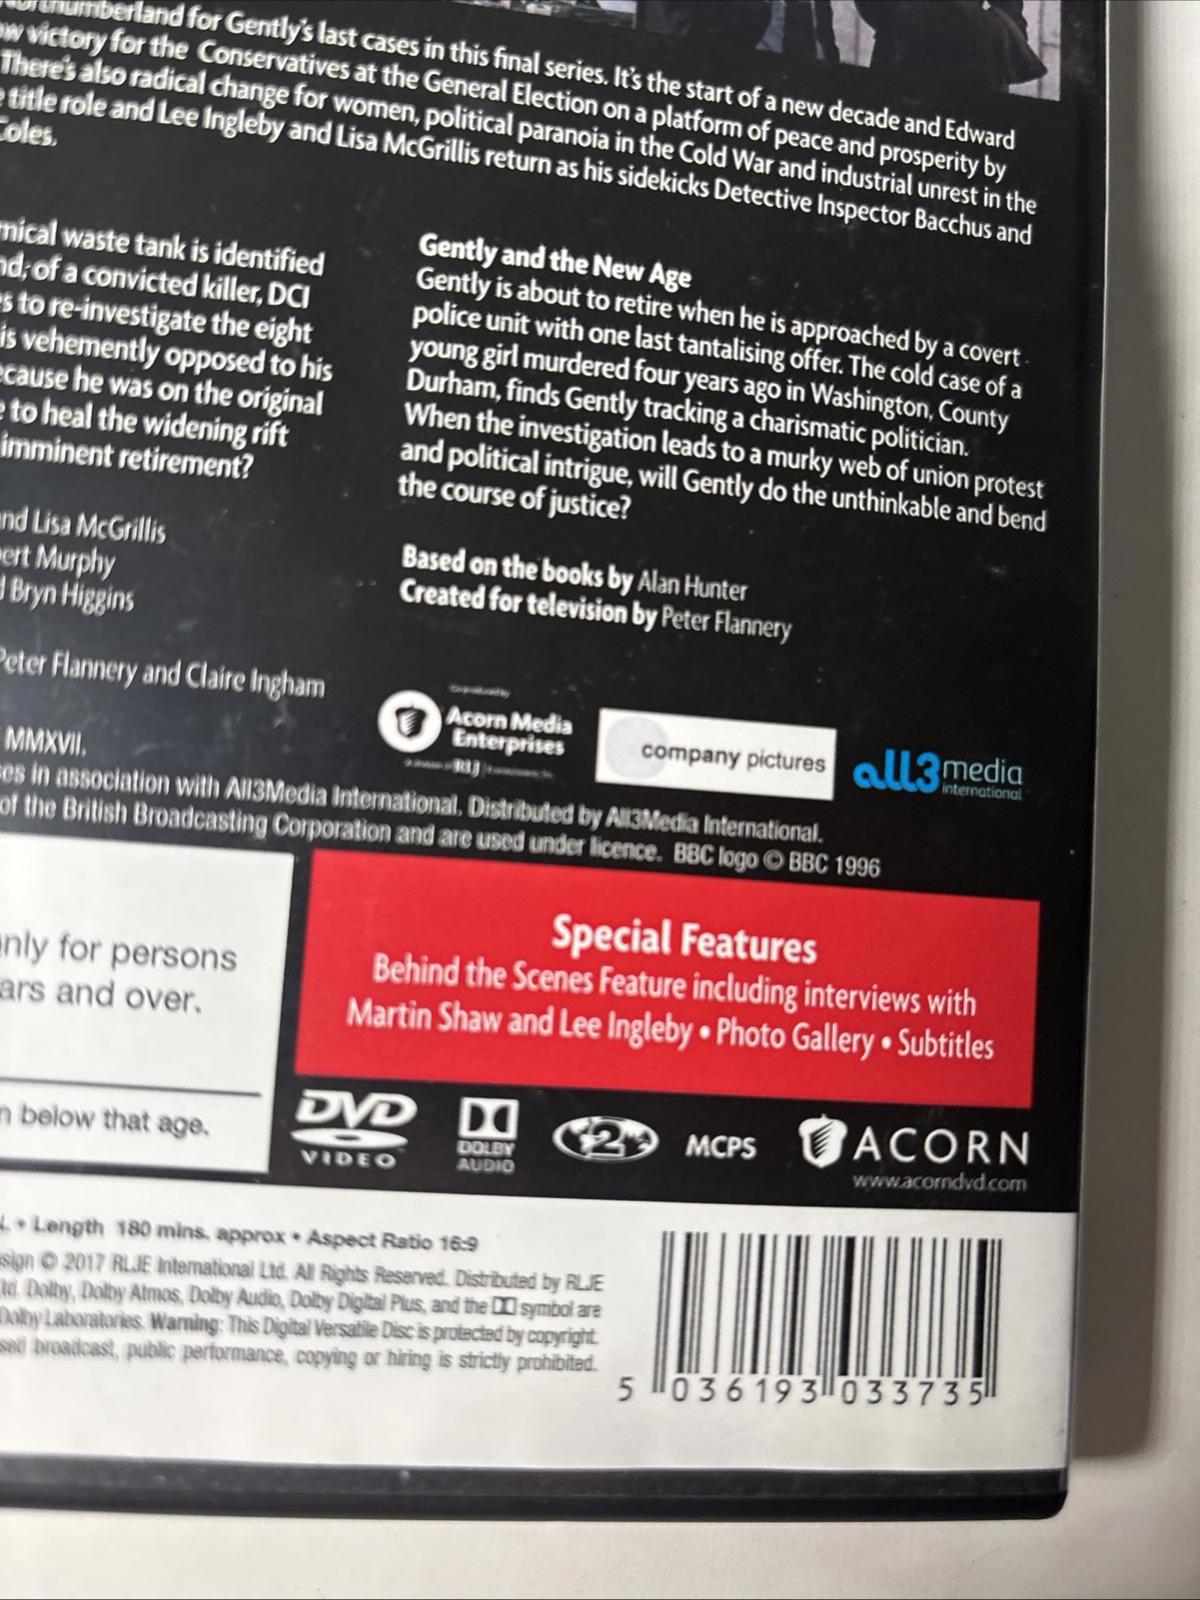 Northumberland for Gently's last cases in this final series. It's the start of a new decade and Edward
victory for the Conservatives at the General Election on a platform of peace and prosperity by
There's also radical change for women, political paranoia in the Cold War and industrial unrest in the
title role and Lee Ingleby and Lisa McGrillis return as his sidekicks Detective Inspector Bacchus and
Coles.
mical waste tank is identified
nd, of a convicted killer, DCI
s to re-investigate the eight
is vehemently opposed to his
ecause he was on the original
e to heal the widening rift
imminent retirement?
nd Lisa McGrillis
ert Murphy
d Bryn Higgins
Peter Flannery and Claire Ingham
MMXVII.
Gently and the New Age
Gently is about to retire when he is approached by a covert
police unit with one last tantalising offer. The cold case of a
young girl murdered four years ago in Washington, County
Durham, finds Gently tracking a charismatic politician.
When the investigation leads to a murky web of union protest
and political intrigue, will Gently do the unthinkable and bend
the course of justice?
Based on the books by Alan Hunter
Created for television by Peter Flannery
Co-produced by
Acorn Media
Enterprises
RLJ
company pictures
all3media
international
es in association with All3Media International. Distributed by All3Media International.
of the British Broadcasting Corporation and are used under licence. BBC logo © BBC 1996
nly for persons
ars and over.
n below that age.
Special Features
Behind the Scenes Feature including interviews with
Martin Shaw and Lee Ingleby • Photo Gallery • Subtitles
DVD
VIDEO
DOLBY
AUDIO
2
MCPS
ACORN
www.acorndvd.com
L • Length 180 mins. approx • Aspect Ratio 16:9
sign © 2017 RLJE International Ltd. All Rights Reserved. Distributed by RLJE
td. Dolby, Dolby Atmos, Dolby Audio, Dolby Digital Plus, and the symbol are
Dolby Laboratories. Warning: This Digital Versatile Disc is protected by copyright.
sed broadcast, public performance, copying or hiring is strictly prohibited.
5 036193 033735